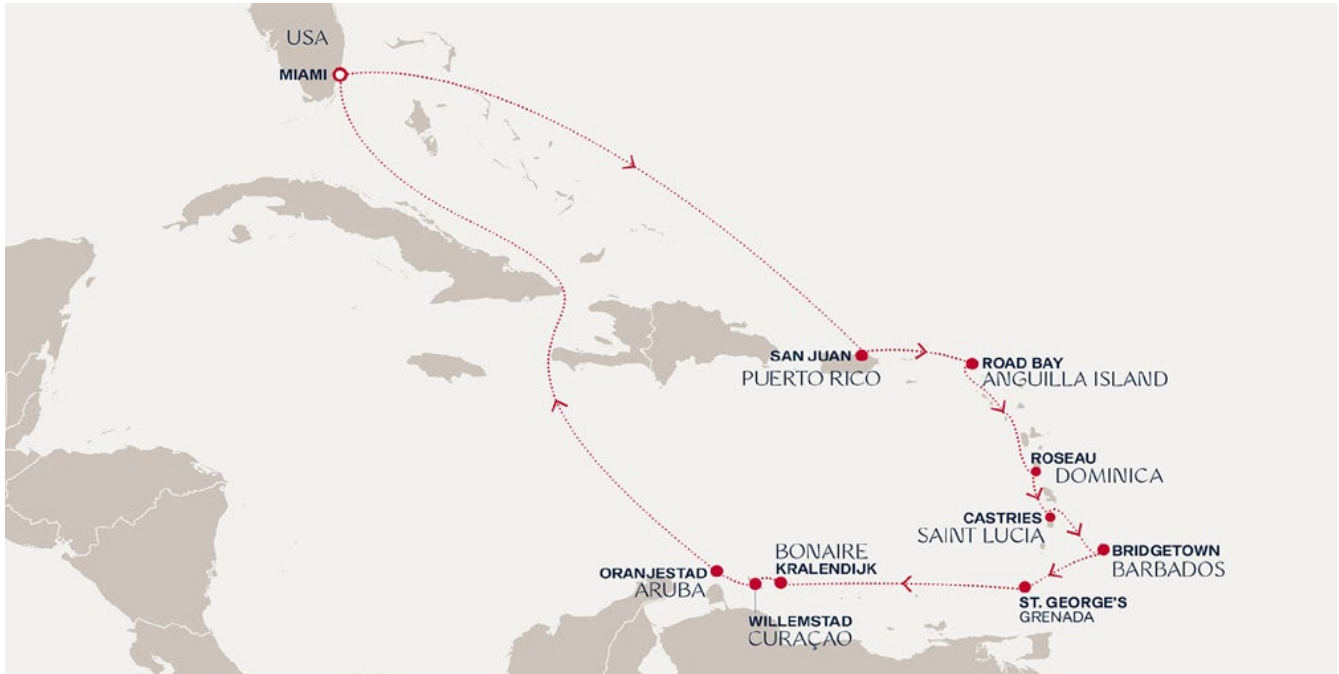 USA
MIAMI
SAN JUAN
PUERTO RICO
ROAD BAY
ANGUILLA ISLAND
ROSEAU
DOMINICA
CASTRIES
SAINT LUCIA
BRIDGETOWN
BARBADOS
ST. GEORGE'S
GRENADA
BONAIRE
KRALENDIJK
WILLEMSTAD
CURAÇAO
ORANJESTAD
ARUBA